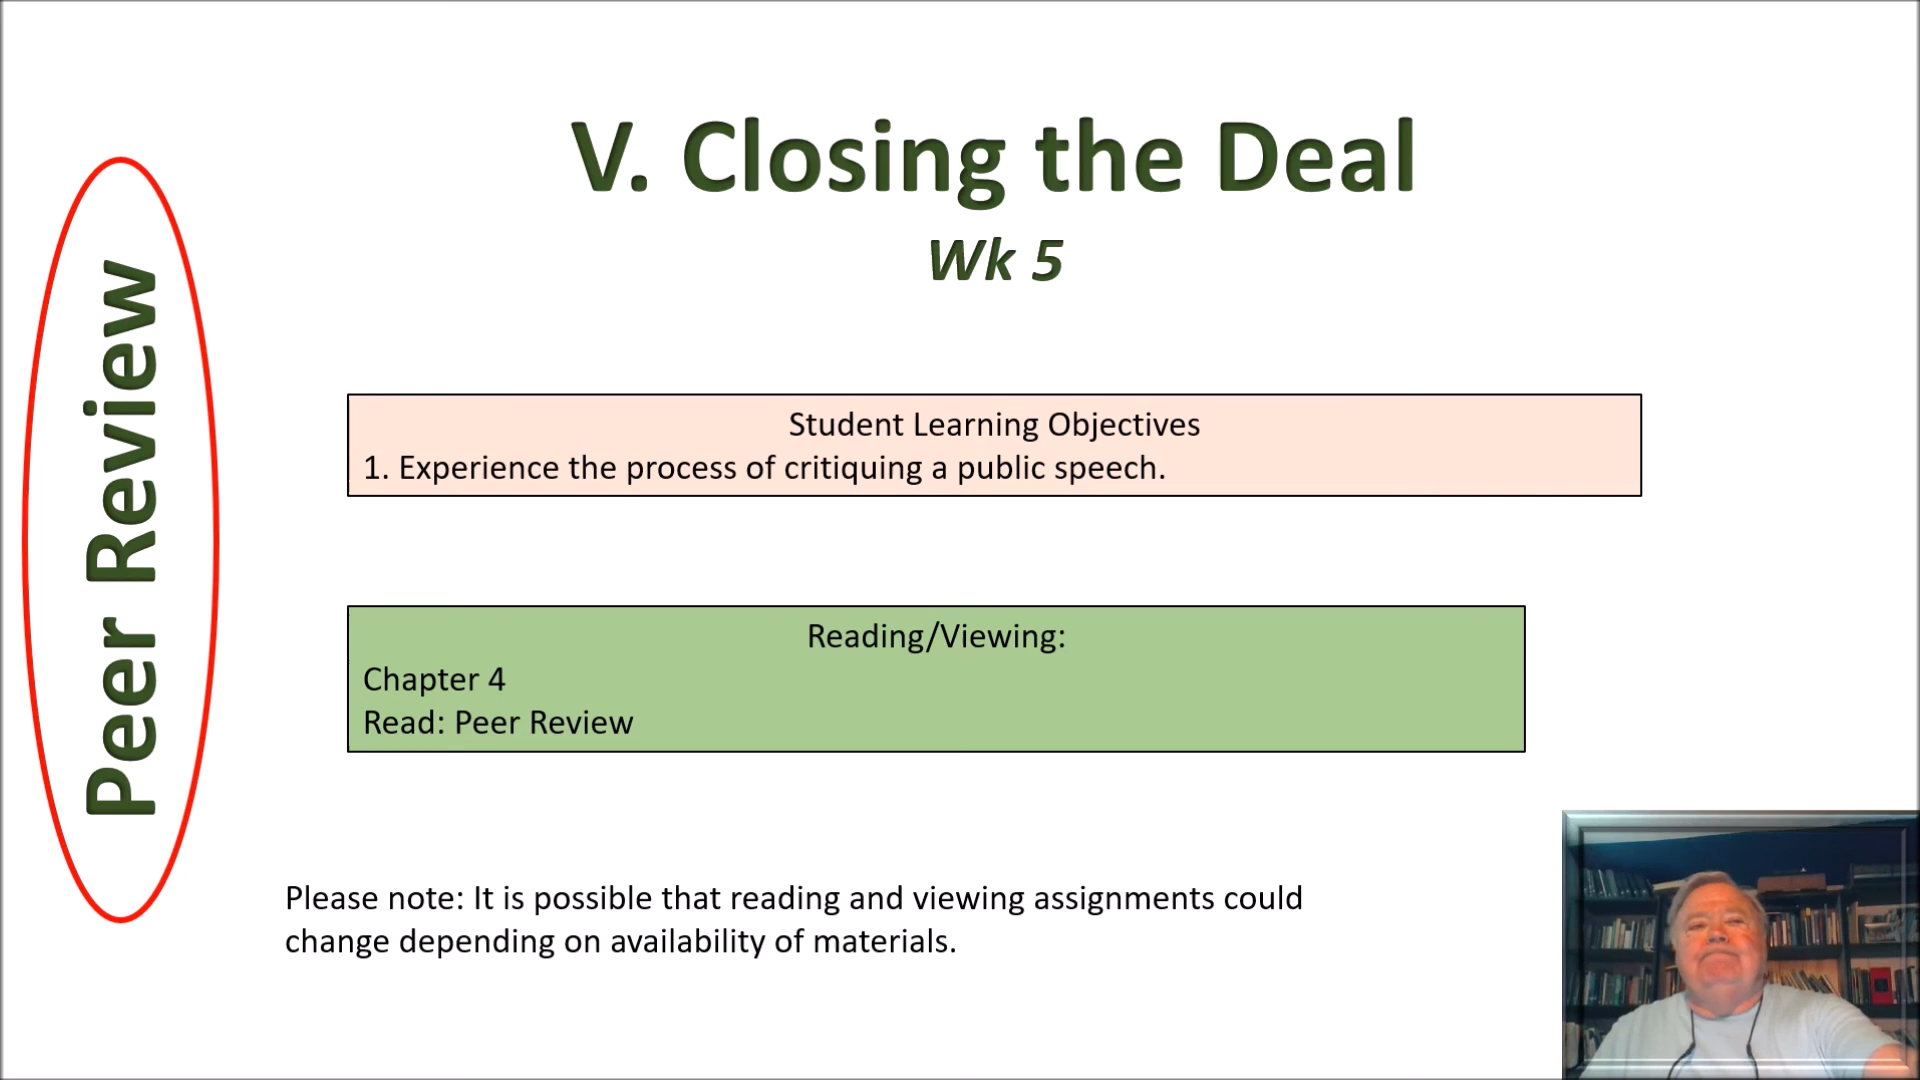 V. Closing the Deal
Wk 5
Peer Review
Student Learning Objectives
1. Experience the process of critiquing a public speech.
Reading/Viewing:
Chapter 4
Read: Peer Review
Please note: It is possible that reading and viewing assignments could
change depending on availability of materials.